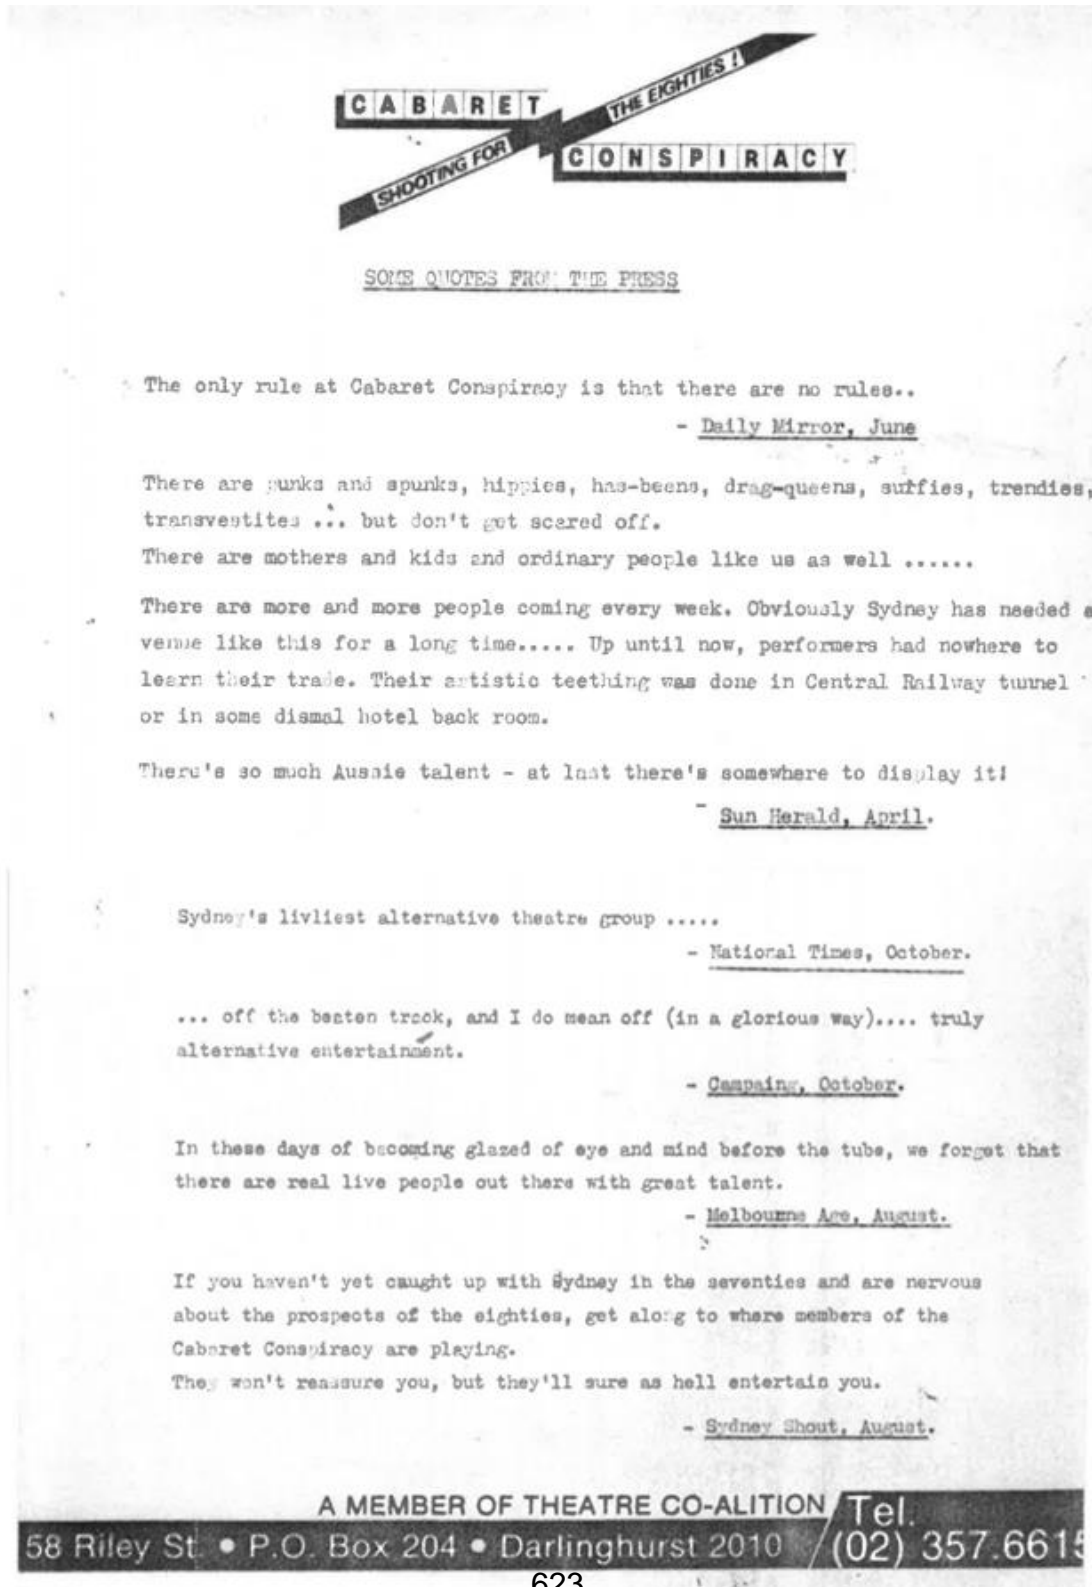 CABARET
THE EIGHTIES !
SHOOTING FOR
CONSPIRACY
SOME QUOTES FROM THE PRESS
The only rule at Cabaret Conspiracy is that there are no rules..
- Daily Mirror, June
There are punks and spunks, hippies, has-beens, drag-queens, surfies, trendies,
transvestites ... but don't get scared off.
There are mothers and kids and ordinary people like us as well ......
There are more and more people coming every week. Obviously Sydney has needed a
venue like this for a long time..... Up until now, performers had nowhere to
learn their trade. Their artistic teething was done in Central Railway tunnel
or in some dismal hotel back room.
There's so much Aussie talent - at last there's somewhere to display it!
- Sun Herald, April.
Sydney's livliest alternative theatre group .....
- National Times, October.
... off the beaten track, and I do mean off (in a glorious way).... truly
alternative entertainment.
- Campaing, October.
In these days of becoming glazed of eye and mind before the tube, we forget that
there are real live people out there with great talent.
- Melbourne Age, August.
If you haven't yet caught up with Sydney in the seventies and are nervous
about the prospects of the eighties, get along to where members of the
Cabaret Conspiracy are playing.
They won't reassure you, but they'll sure as hell entertain you.
- Sydney Shout, August.
A MEMBER OF THEATRE CO-ALITION
58 Riley St. • P.O. Box 204 • Darlinghurst 2010
Tel.
(02) 357.6615
623